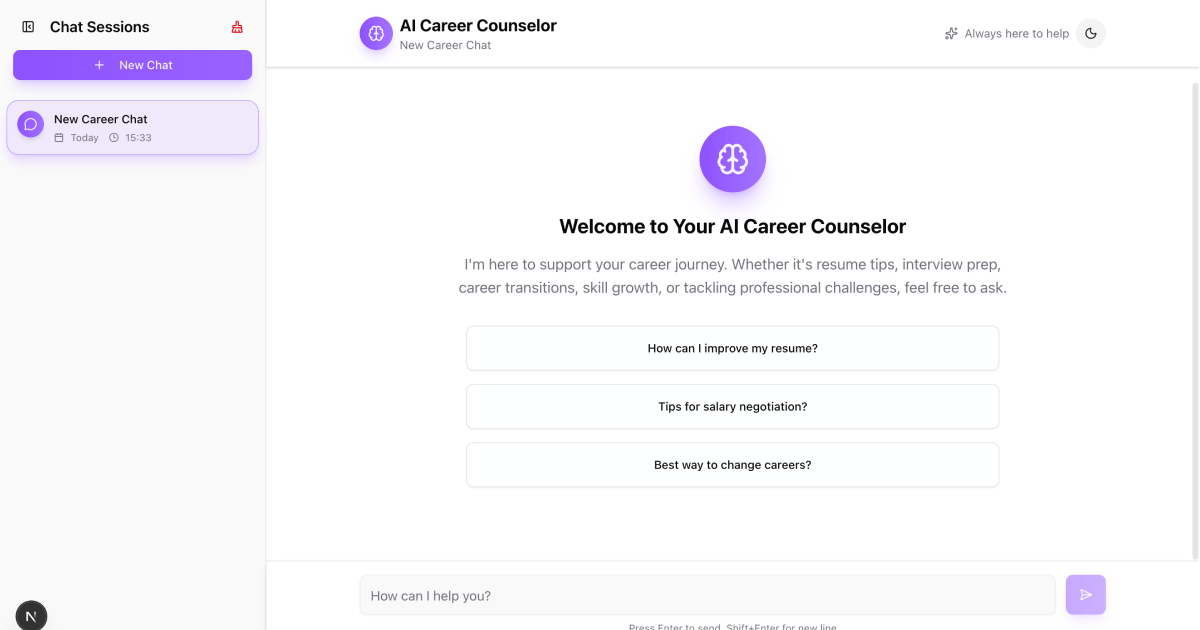 Chat Sessions
New Chat
New Career Chat
Today 15:33
AI Career Counselor
New Career Chat
Always here to help
Welcome to Your AI Career Counselor
I'm here to support your career journey. Whether it's resume tips, interview prep,
career transitions, skill growth, or tackling professional challenges, feel free to ask.
How can I improve my resume?
Tips for salary negotiation?
Best way to change careers?
How can I help you?
Press Enter to send, Shift+Enter for new line
N